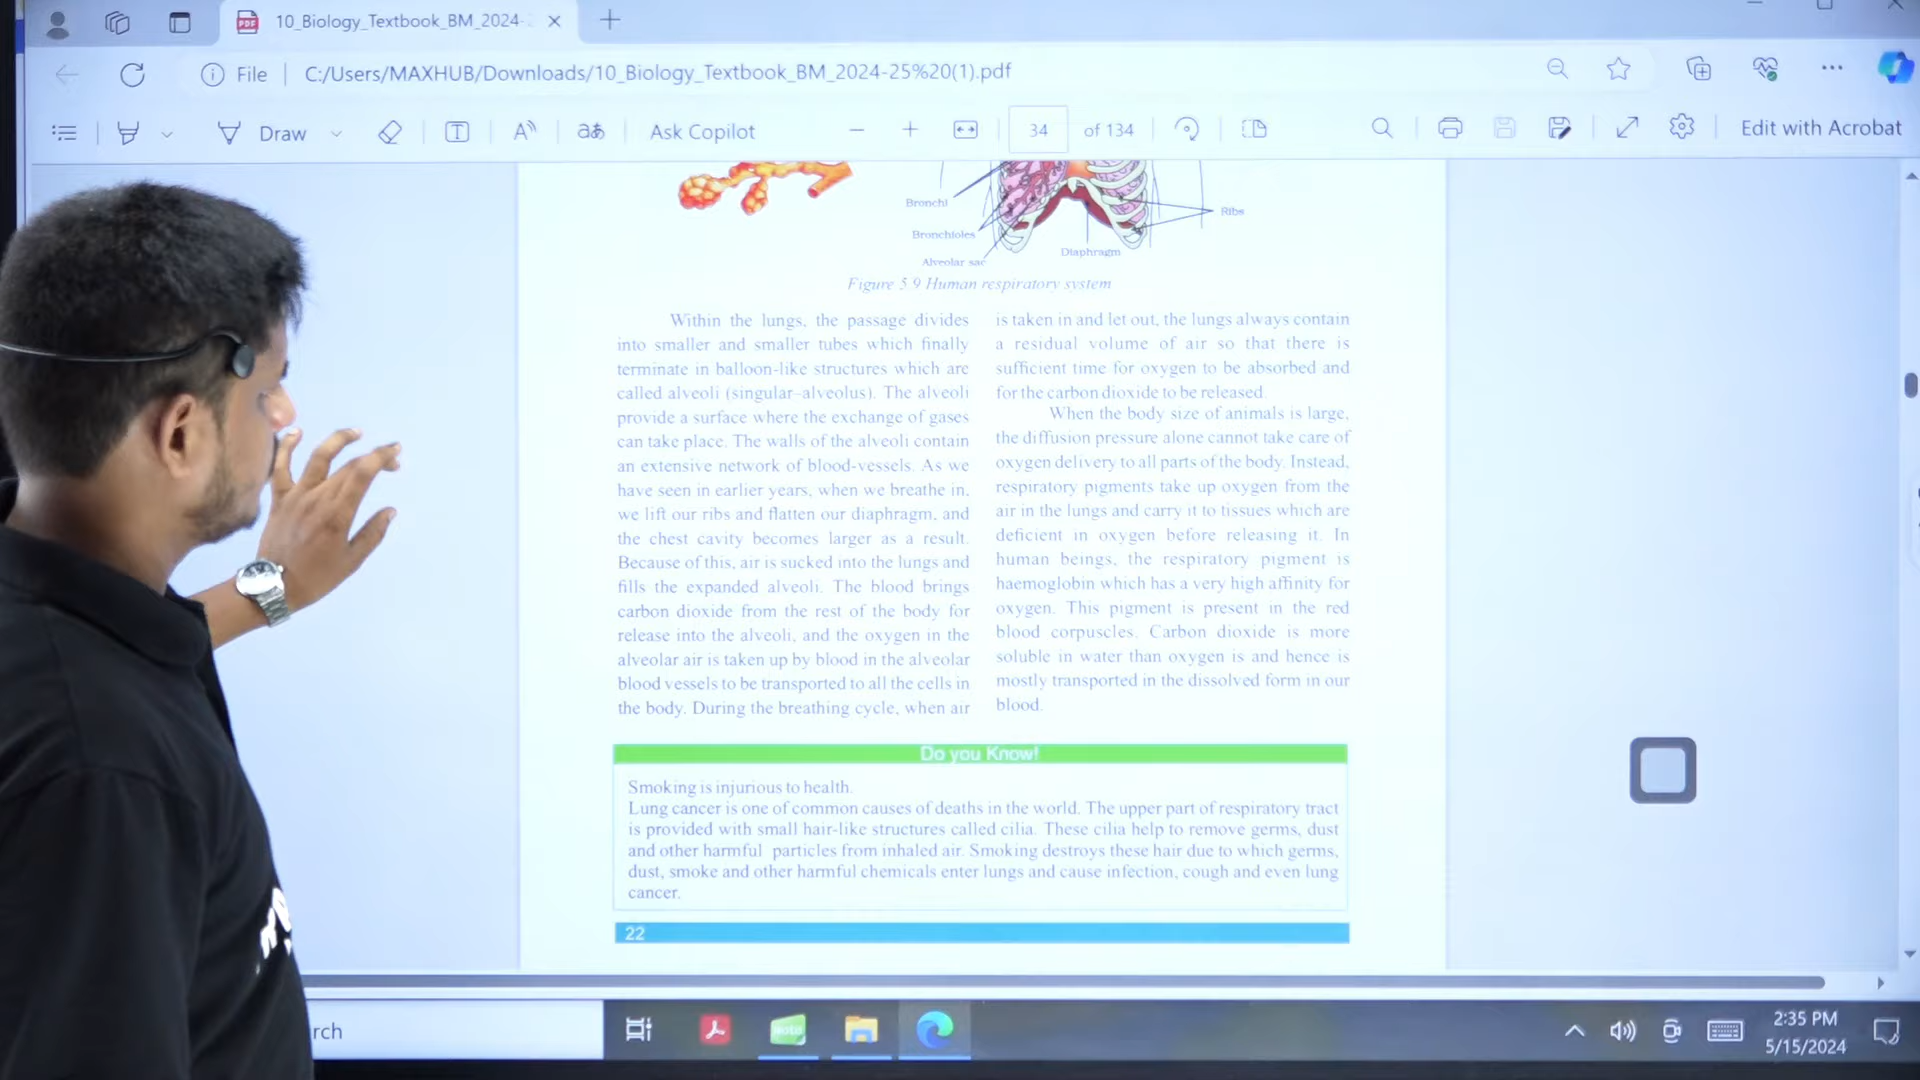 10_Biology_Textbook_BM_2024-
File
C:/Users/MAXHUB/Downloads/10_Biology_Textbook_BM_2024-25%20(1).pdf
Draw
T
aあ
Ask Copilot
34
of 134
Edit with Acrobat
Bronchi
Bronchioles
Alveolar sac
Diaphragm
Ribs
Figure 5.9 Human respiratory system
Within the lungs, the passage divides
into smaller and smaller tubes which finally
terminate in balloon-like structures which are
called alveoli (singular–alveolus). The alveoli
provide a surface where the exchange of gases
can take place. The walls of the alveoli contain
an extensive network of blood-vessels. As we
have seen in earlier years, when we breathe in,
we lift our ribs and flatten our diaphragm, and
the chest cavity becomes larger as a result.
Because of this, air is sucked into the lungs and
fills the expanded alveoli. The blood brings
carbon dioxide from the rest of the body for
release into the alveoli, and the oxygen in the
alveolar air is taken up by blood in the alveolar
blood vessels to be transported to all the cells in
the body. During the breathing cycle, when air
is taken in and let out, the lungs always contain
a residual volume of air so that there is
sufficient time for oxygen to be absorbed and
for the carbon dioxide to be released.
When the body size of animals is large,
the diffusion pressure alone cannot take care of
oxygen delivery to all parts of the body. Instead,
respiratory pigments take up oxygen from the
air in the lungs and carry it to tissues which are
deficient in oxygen before releasing it. In
human beings, the respiratory pigment is
haemoglobin which has a very high affinity for
oxygen. This pigment is present in the red
blood corpuscles. Carbon dioxide is more
soluble in water than oxygen is and hence is
mostly transported in the dissolved form in our
blood.
Do you Know!
Smoking is injurious to health.
Lung cancer is one of common causes of deaths in the world. The upper part of respiratory tract
is provided with small hair-like structures called cilia. These cilia help to remove germs, dust
and other harmful particles from inhaled air. Smoking destroys these hair due to which germs,
dust, smoke and other harmful chemicals enter lungs and cause infection, cough and even lung
cancer.
22
rch
note
2:35 PM
5/15/2024